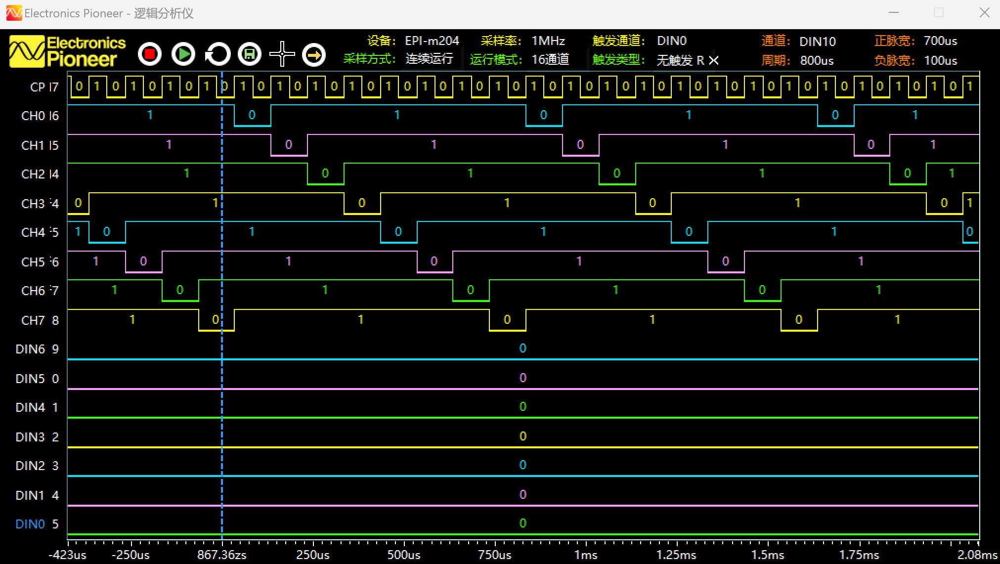 Electronics Pioneer - 逻辑分析仪
Electronics
Pioneer
设备: EPI-m204 采样率: 1MHz 触发通道: DIN0 通道: DIN10 正脉宽: 700us
采样方式: 连续运行 运行模式: 16通道 触发类型: 无触发 R 周期: 800us 负脉宽: 100us
CP I7 0 1 0 1 0 1 0 1 0 1 0 1 0 1 0 1 0 1 0 1 0 1 0 1 0 1 0 1 0 1 0 1 0 1 0 1 0 1 0 1 0 1 0 1 0 1 0 1 0 1
CH0 I6 1 0 1 0 1 0 1
CH1 I5 1 0 1 0 1 0 1
CH2 I4 1 0 1 0 1 0 1
CH3 4 0 1 0 1 0 1 0 1
CH4 5 1 0 1 0 1 0 1 0
CH5 6 1 0 1 0 1 0 1
CH6 7 1 0 1 0 1 0 1
CH7 8 1 0 1 0 1 0 1
DIN6 9 0
DIN5 0 0
DIN4 1 0
DIN3 2 0
DIN2 3 0
DIN1 4 0
DIN0 5 0
-423us -250us 867.36zs 250us 500us 750us 1ms 1.25ms 1.5ms 1.75ms 2.08ms